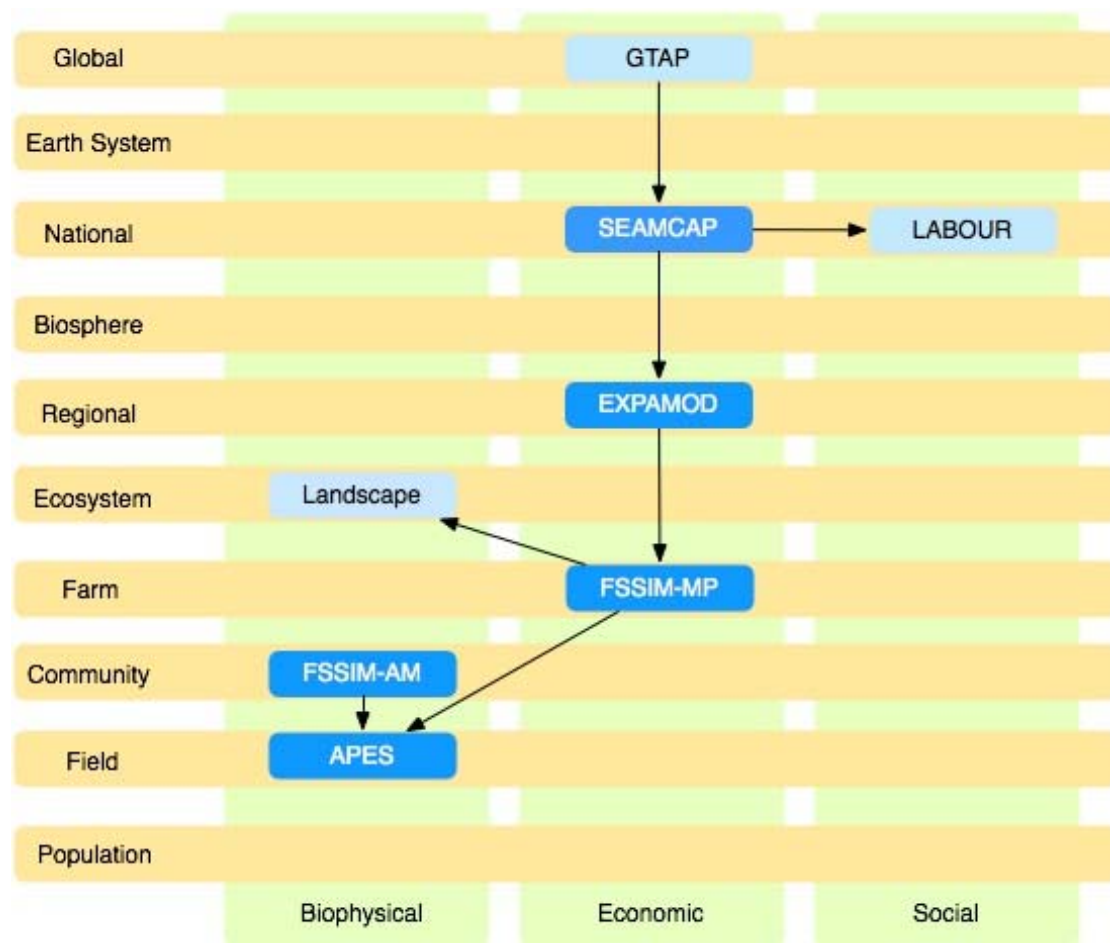 Global
GTAP
Earth System
National
SEAMCAP
LABOUR
Biosphere
Regional
EXPAMOD
Ecosystem
Landscape
Farm
FSSIM-MP
Community
FSSIM-AM
Field
APES
Population
Biophysical
Economic
Social